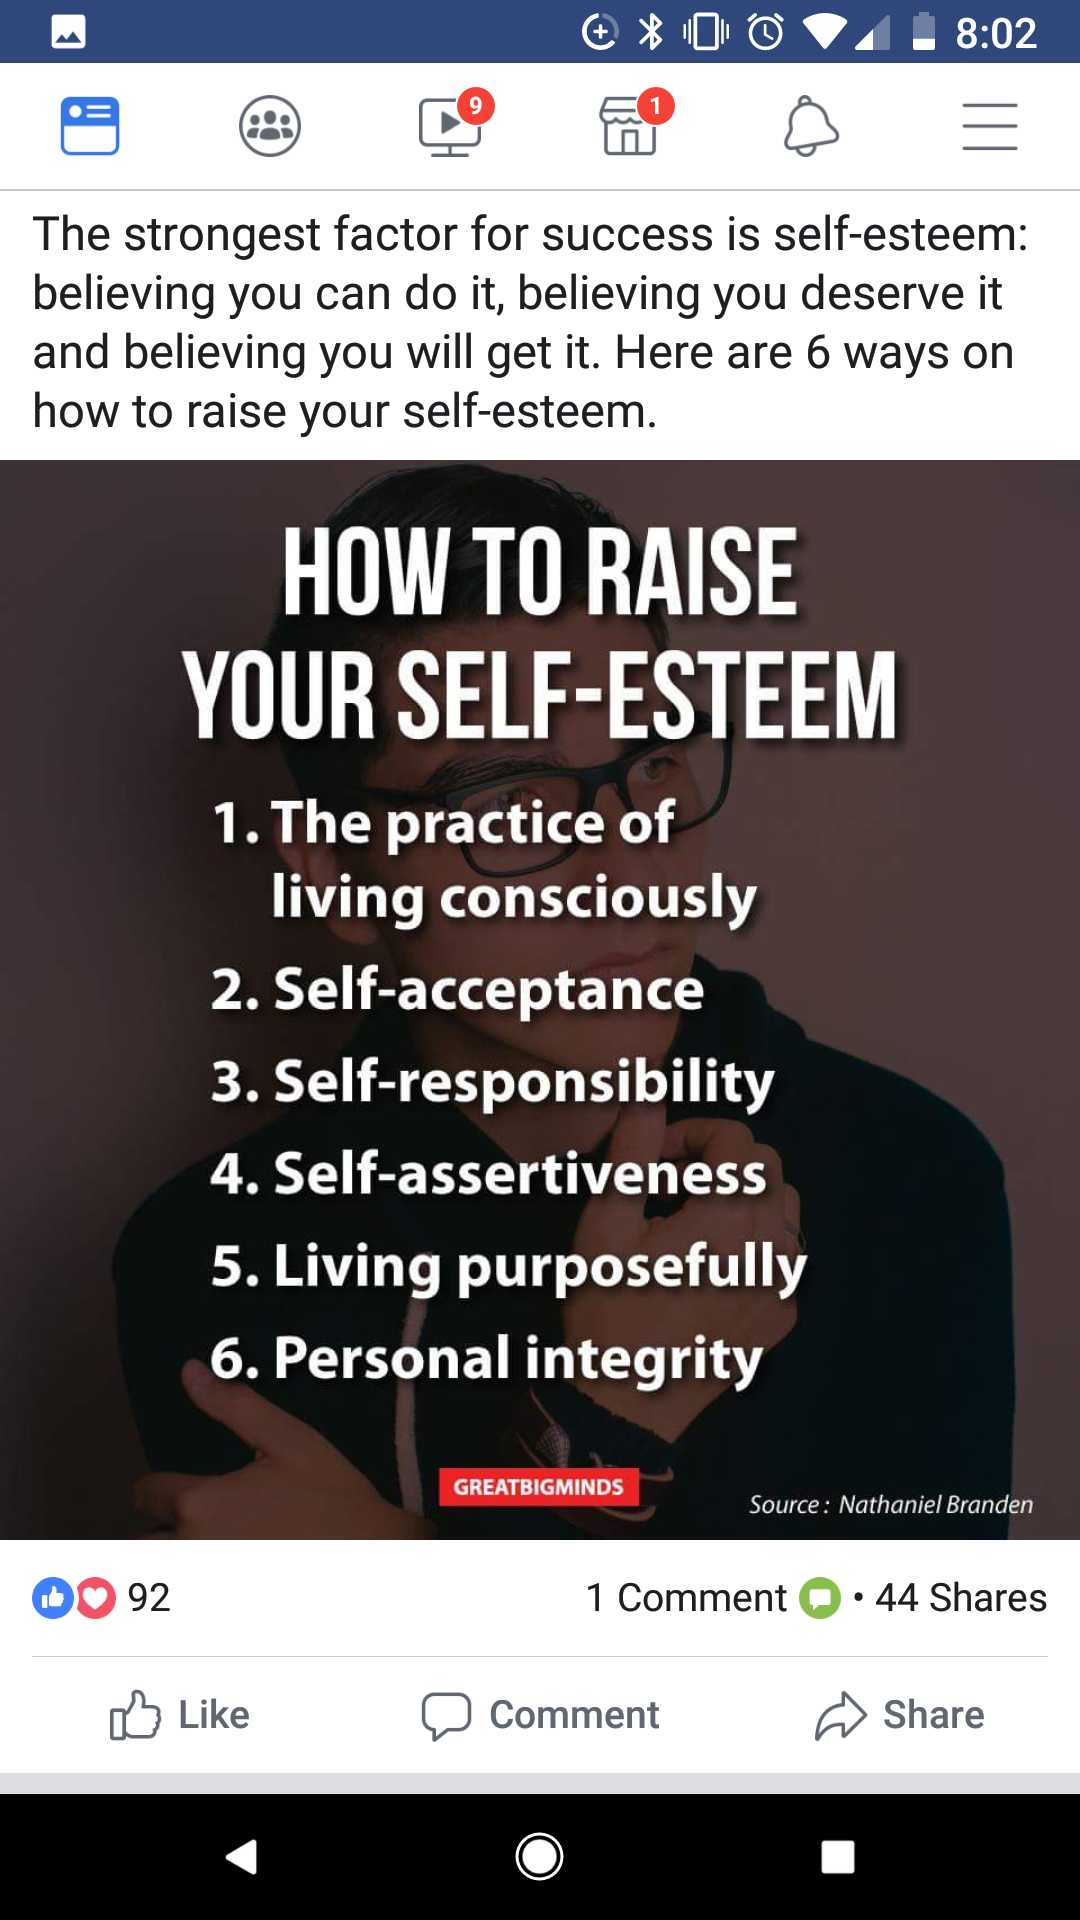 8:02
9
1
The strongest factor for success is self-esteem:
believing you can do it, believing you deserve it
and believing you will get it. Here are 6 ways on
how to raise your self-esteem.
HOW TO RAISE
YOUR SELF-ESTEEM
1. The practice of
living consciously
2. Self-acceptance
3. Self-responsibility
4. Self-assertiveness
5. Living purposefully
6. Personal integrity
GREATBIGMINDS
Source : Nathaniel Branden
92
1 Comment • 44 Shares
Like
Comment
Share